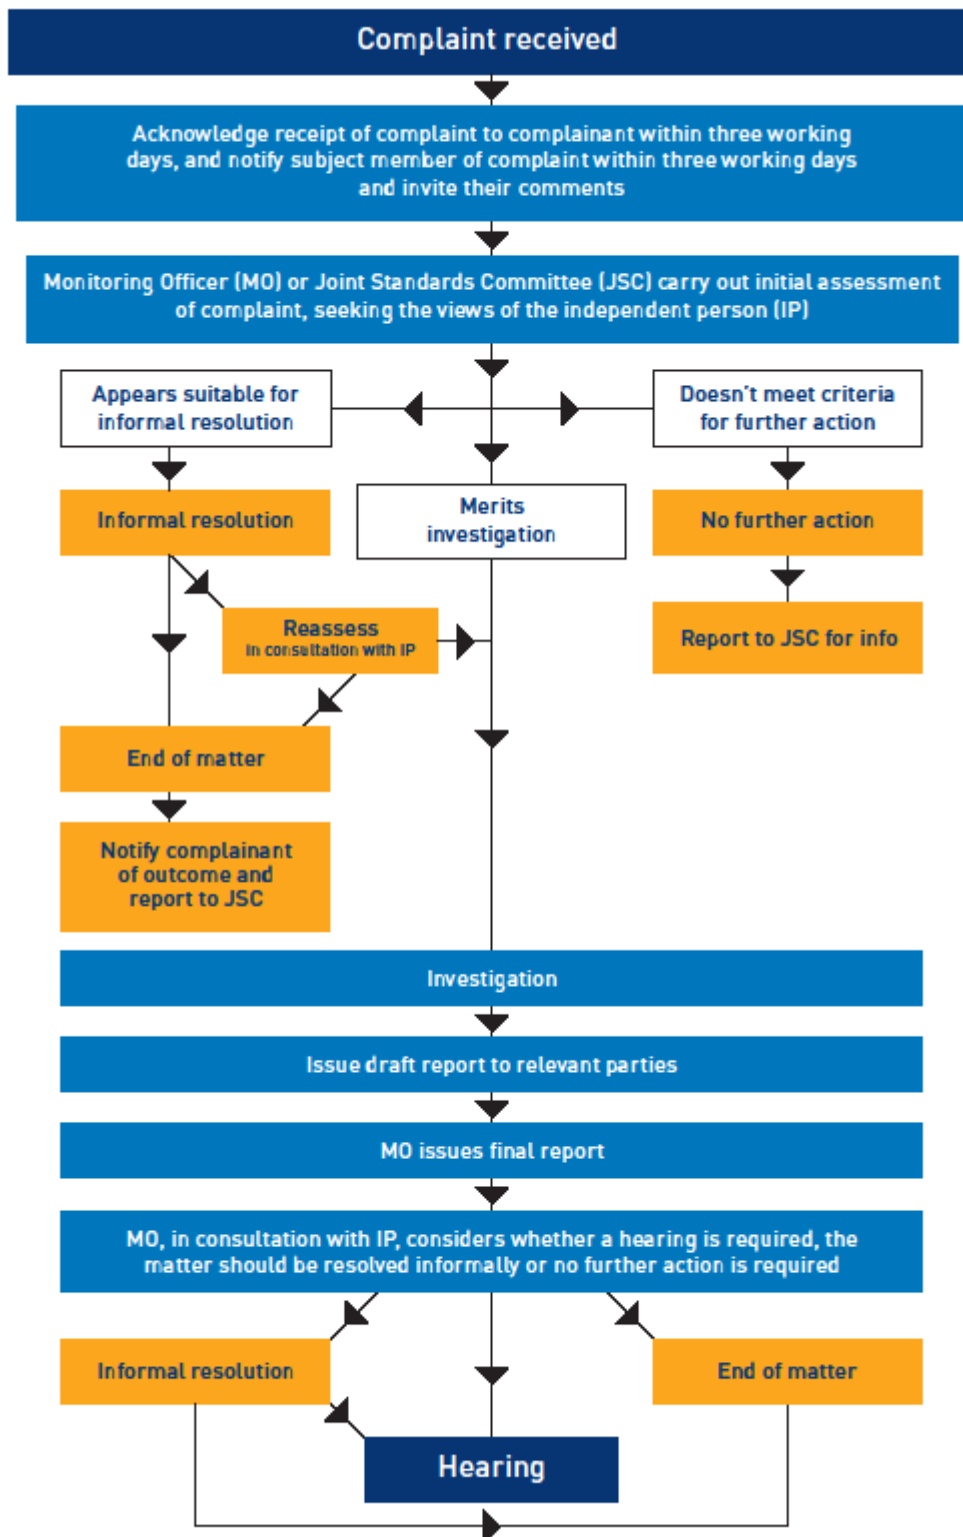 Complaint received
Acknowledge receipt of complaint to complainant within three working
days, and notify subject member of complaint within three working days
and invite their comments
Monitoring Officer (MO) or Joint Standards Committee (JSC) carry out initial assessment
of complaint, seeking the views of the independent person (IP)
Appears suitable for
informal resolution
Doesn't meet criteria
for further action
Informal resolution
Merits
investigation
No further action
Reassess
in consultation with IP
Report to JSC for info
End of matter
Notify complainant
of outcome and
report to JSC
Investigation
Issue draft report to relevant parties
MO issues final report
MO, in consultation with IP, considers whether a hearing is required, the
matter should be resolved informally or no further action is required
Informal resolution
End of matter
Hearing